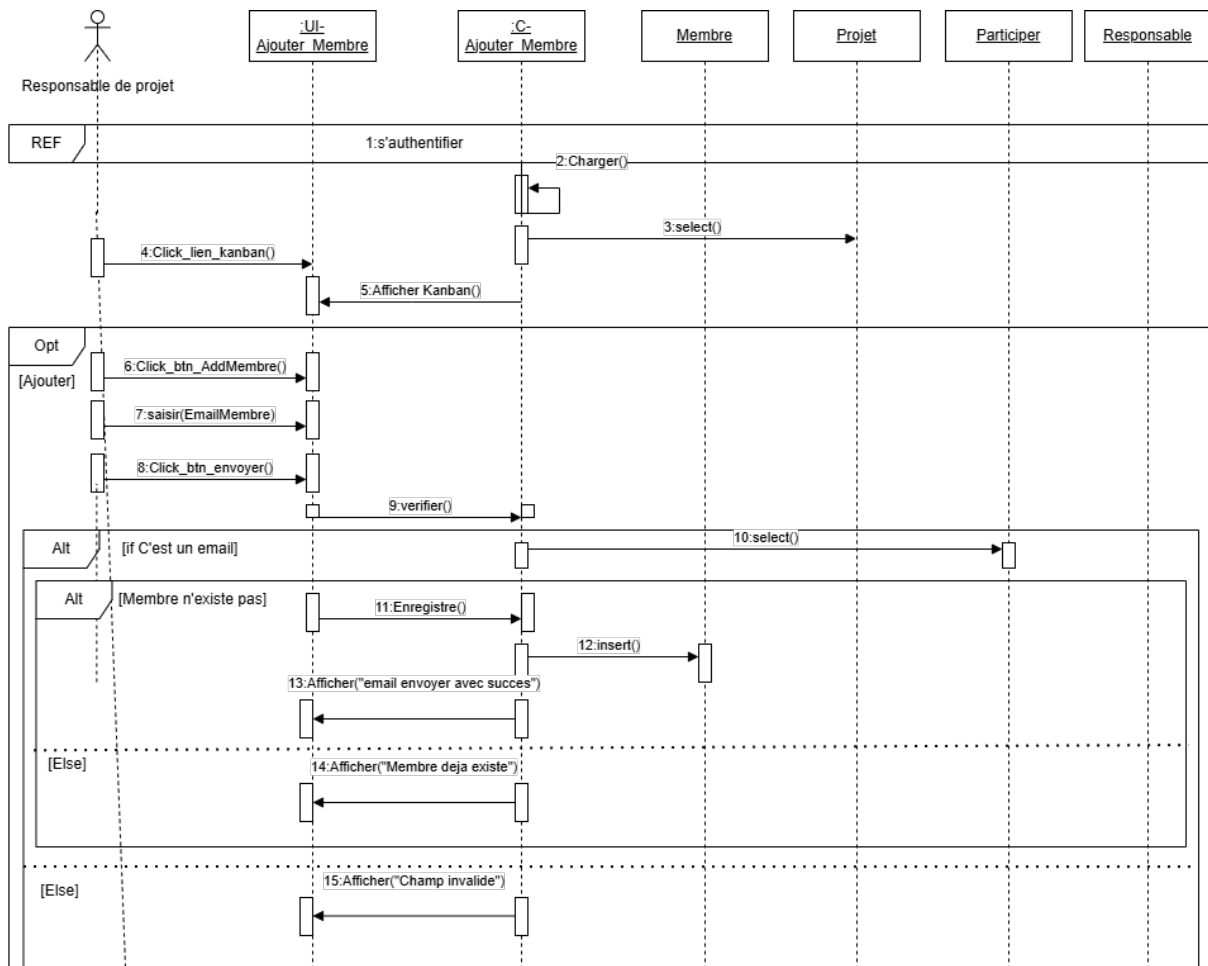 :UI-
Ajouter_Membre
:C-
Ajouter_Membre
Membre
Projet
Participer
Responsable
Responsable de projet
REF
1:s'authentifier
2:Charger()
3:select()
4:Click_lien_kanban()
5:Afficher Kanban()
Opt
[Ajouter]
6:Click_btn_AddMembre()
7:saisir(EmailMembre)
8:Click_btn_envoyer()
9:verifier()
Alt
[if C'est un email]
10:select()
Alt
[Membre n'existe pas]
11:Enregistre()
12:insert()
13:Afficher("email envoyer avec succes")
[Else]
14:Afficher("Membre deja existe")
[Else]
15:Afficher("Champ invalide")